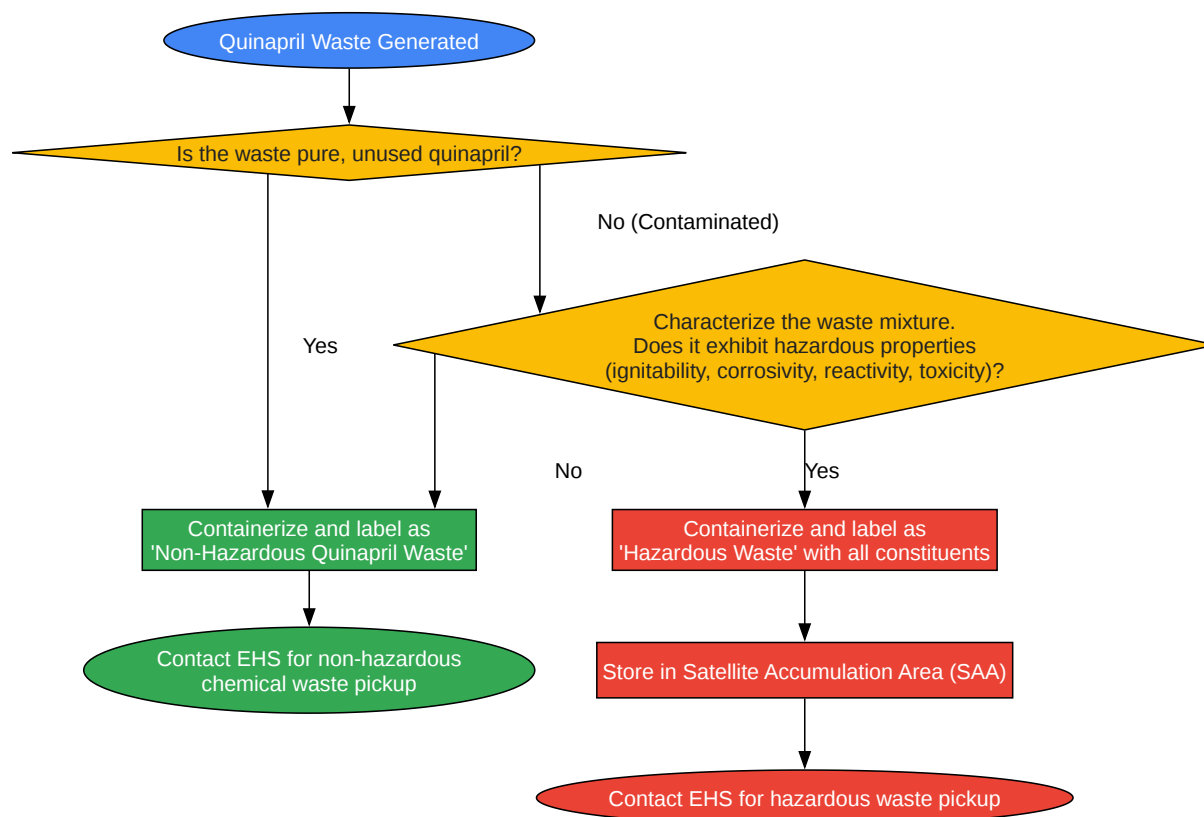 Quinapril Waste Generated
Is the waste pure, unused quinapril?
No (Contaminated)
Characterize the waste mixture.
Does it exhibit hazardous properties
(ignitability, corrosivity, reactivity, toxicity)?
Yes
No
Yes
Containerize and label as
'Non-Hazardous Quinapril Waste'
Containerize and label as
'Hazardous Waste' with all constituents
Contact EHS for non-hazardous
chemical waste pickup
Store in Satellite Accumulation Area (SAA)
Contact EHS for hazardous waste pickup